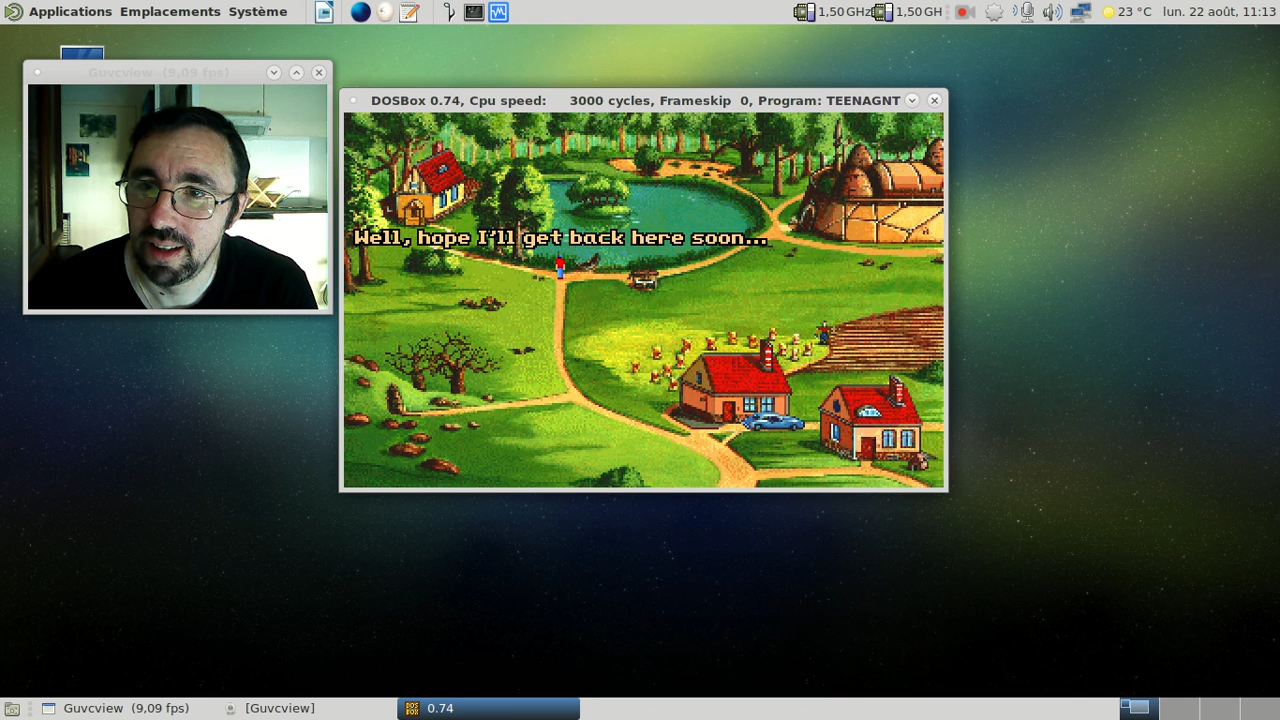 Applications Emplacements Système
1,50 GHz 1,50 GH 23 °C lun. 22 août, 11:13
Guvcview (9,09 fps)
DOSBox 0.74, Cpu speed: 3000 cycles, Frameskip 0, Program: TEENAGNT
Well, hope I'll get back here soon...
Guvcview (9,09 fps) [Guvcview] DOS BOX 0.74